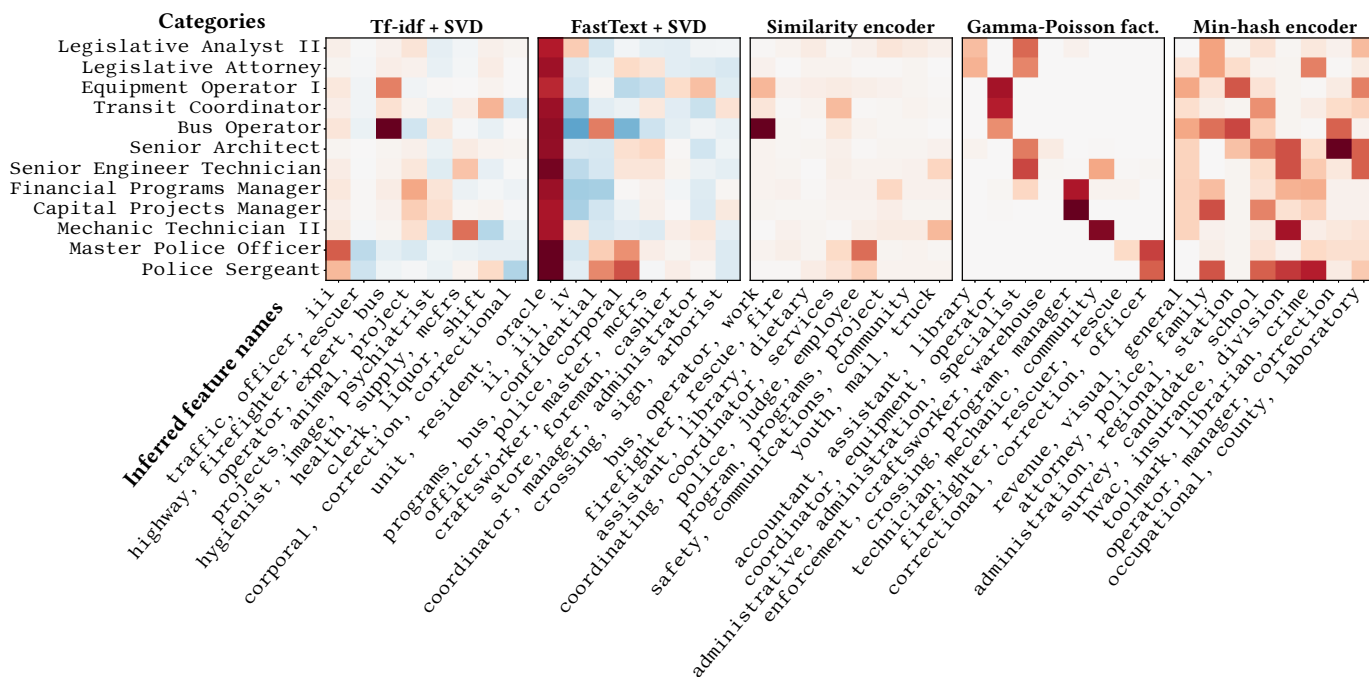 Categories
Tf-idf + SVD
FastText + SVD
Similarity encoder
Gamma-Poisson fact.
Min-hash encoder
Legislative Analyst II
Legislative Attorney
Equipment Operator I
Transit Coordinator
Bus Operator
Senior Architect
Senior Engineer Technician
Financial Programs Manager
Capital Projects Manager
Mechanic Technician II
Master Police Officer
Police Sergeant
Inferred feature names
traffic, officer, iii
highway, firefighter, rescuer
operator, expert, bus
projects, animal, project
hygienist, image, psychiatrist
health, supply, mcfrs
clerk, liquor, shift
corporal, correction, correctional
unit, resident, oracle
ii, iii, iv
programs, bus, confidential
officer, police, corporal
craftsworker, master, mcfrs
store, foreman, cashier
coordinator, manager, administrator
crossing, sign, arborist
bus, operator, work
firefighter, rescue, fire
assistant, library, dietary
coordinating, coordinator, services
police, judge, employee
program, programs, project
safety, communications, community
youth, mail, truck
accountant, assistant, library
coordinator, equipment, operator
administrative, administration, specialist
enforcement, craftsworker, warehouse
crossing, program, manager
technician, mechanic, community
firefighter, rescuer, rescue
correctional, correction, officer
revenue, visual, general
attorney, police, family
administration, regional, station
survey, candidate, school
hvac, insurance, division
toolmark, librarian, crime
operator, manager, correction
occupational, county, laboratory